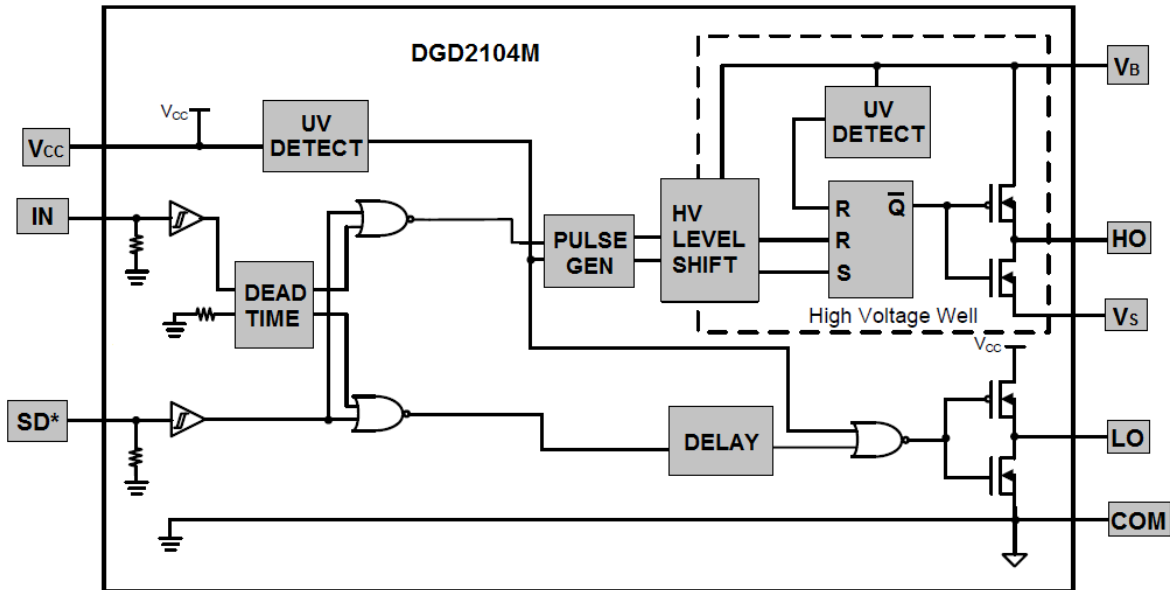 DGD2104M
VB
VCC
UV
DETECT
UV
DETECT
VCC
IN
HV
LEVEL
SHIFT
R
Q
R
S
PULSE
GEN
HO
DEAD
TIME
High Voltage Well
VS
VCC
SD*
DELAY
LO
COM